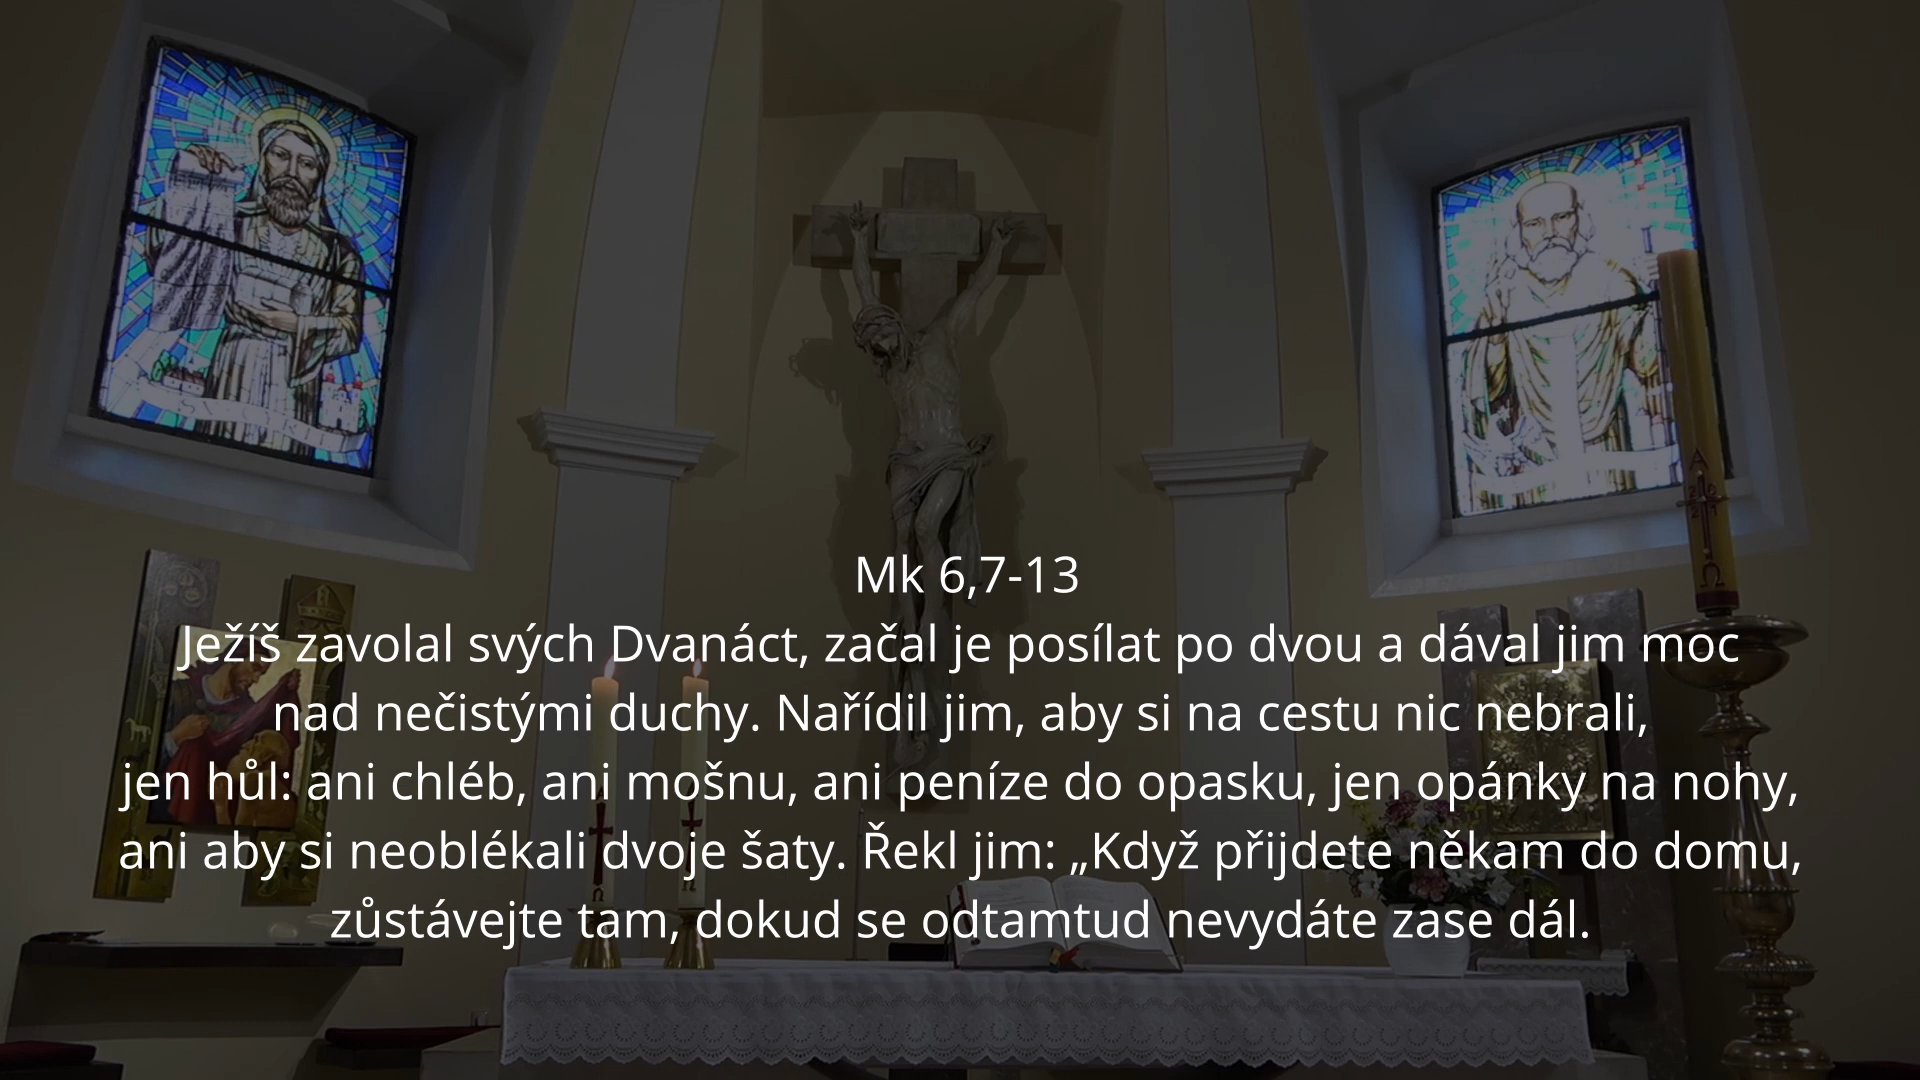 Mk 6,7-13
Ježíš zavolal svých Dvanáct, začal je posílat po dvou a dával jim moc
nad nečistými duchy. Nařídil jim, aby si na cestu nic nebrali,
jen hůl: ani chléb, ani mošnu, ani peníze do opasku, jen opánky na nohy,
ani aby si neoblékali dvoje šaty. Řekl jim: „Když přijdete někam do domu,
zůstávejte tam, dokud se odtamtud nevydáte zase dál.